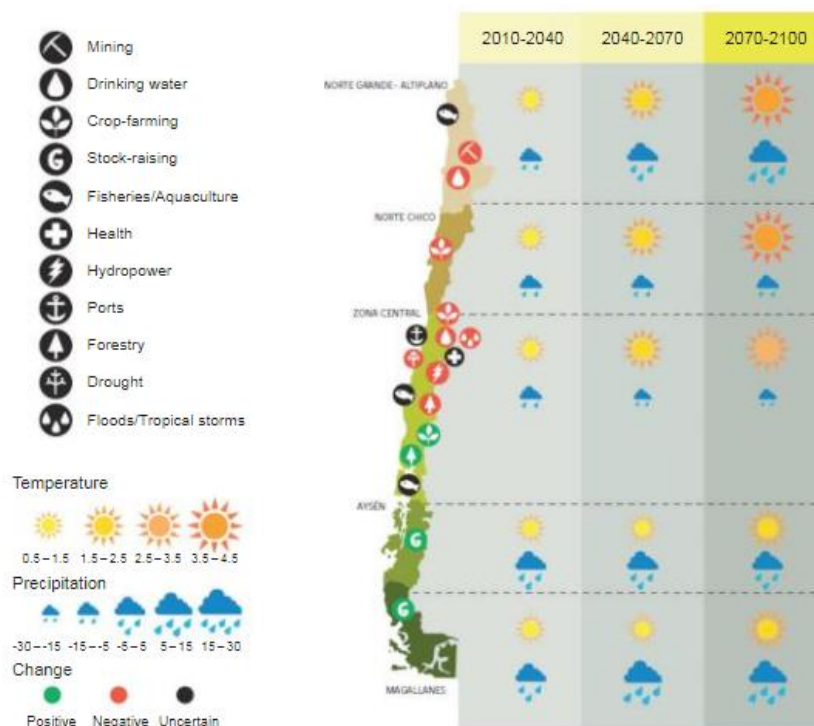 2010-2040 2040-2070 2070-2100
Mining
Drinking water
Crop-farming
Stock-raising
Fisheries/Aquaculture
Health
Hydropower
Ports
Forestry
Drought
Floods/Tropical storms
Temperature
0.5 – 1.5 1.5 – 2.5 2.5 – 3.5 3.5 – 4.5
Precipitation
-30 – -15 -15 – -5 -5 – 5 5 – 15 15 – 30
Change
Positive Negative Uncertain
NORTE GRANDE - ALTIPLANO
NORTE CHICO
ZONA CENTRAL
AYSÉN
MAGALLANES